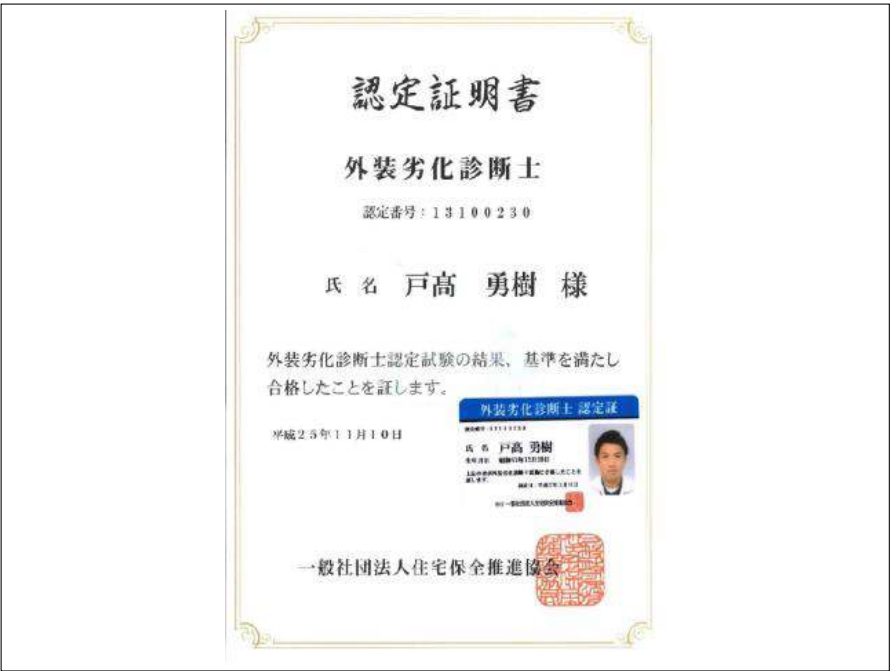 認定証明書
外装劣化診断士
認定番号：13100230
氏 名 戸髙 勇樹 様
外装劣化診断士認定試験の結果、基準を満たし
合格したことを証します。
平成25年11月10日
外装劣化診断士 認定証
氏 名 戸髙 勇樹
一般社団法人住宅保全推進協会